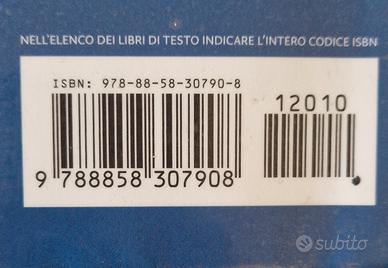 NELL'ELENCO DEI LIBRI DI TESTO INDICARE L'INTERO CODICE ISBN
ISBN: 978-88-58-30790-8
12010
9 788858 307908
subito